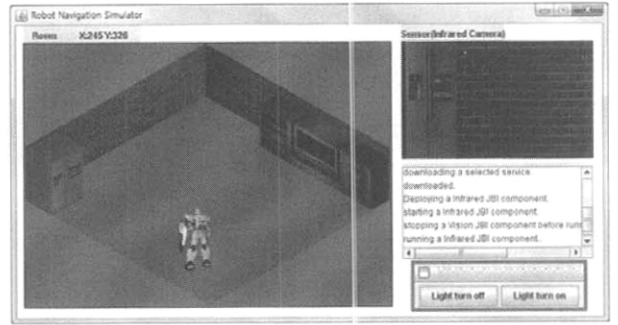 Robot Navigation Simulator
Room X:245 Y:326
Sensor(Infrared Camera)
downloading a selected service.
downloaded.
Deploying a Infrared JBI component.
starting a Infrared JBI component.
stopping a Vision JBI component before runn
running a Infrared JBI component.
Light turn off Light turn on